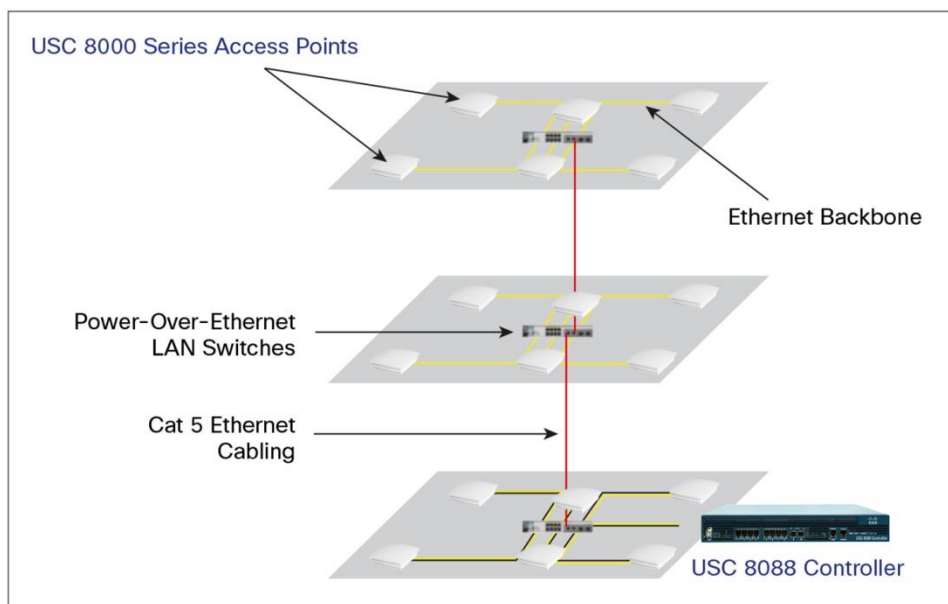 USC 8000 Series Access Points
Ethernet Backbone
Power-Over-Ethernet
LAN Switches
Cat 5 Ethernet
Cabling
USC 8088 Controller